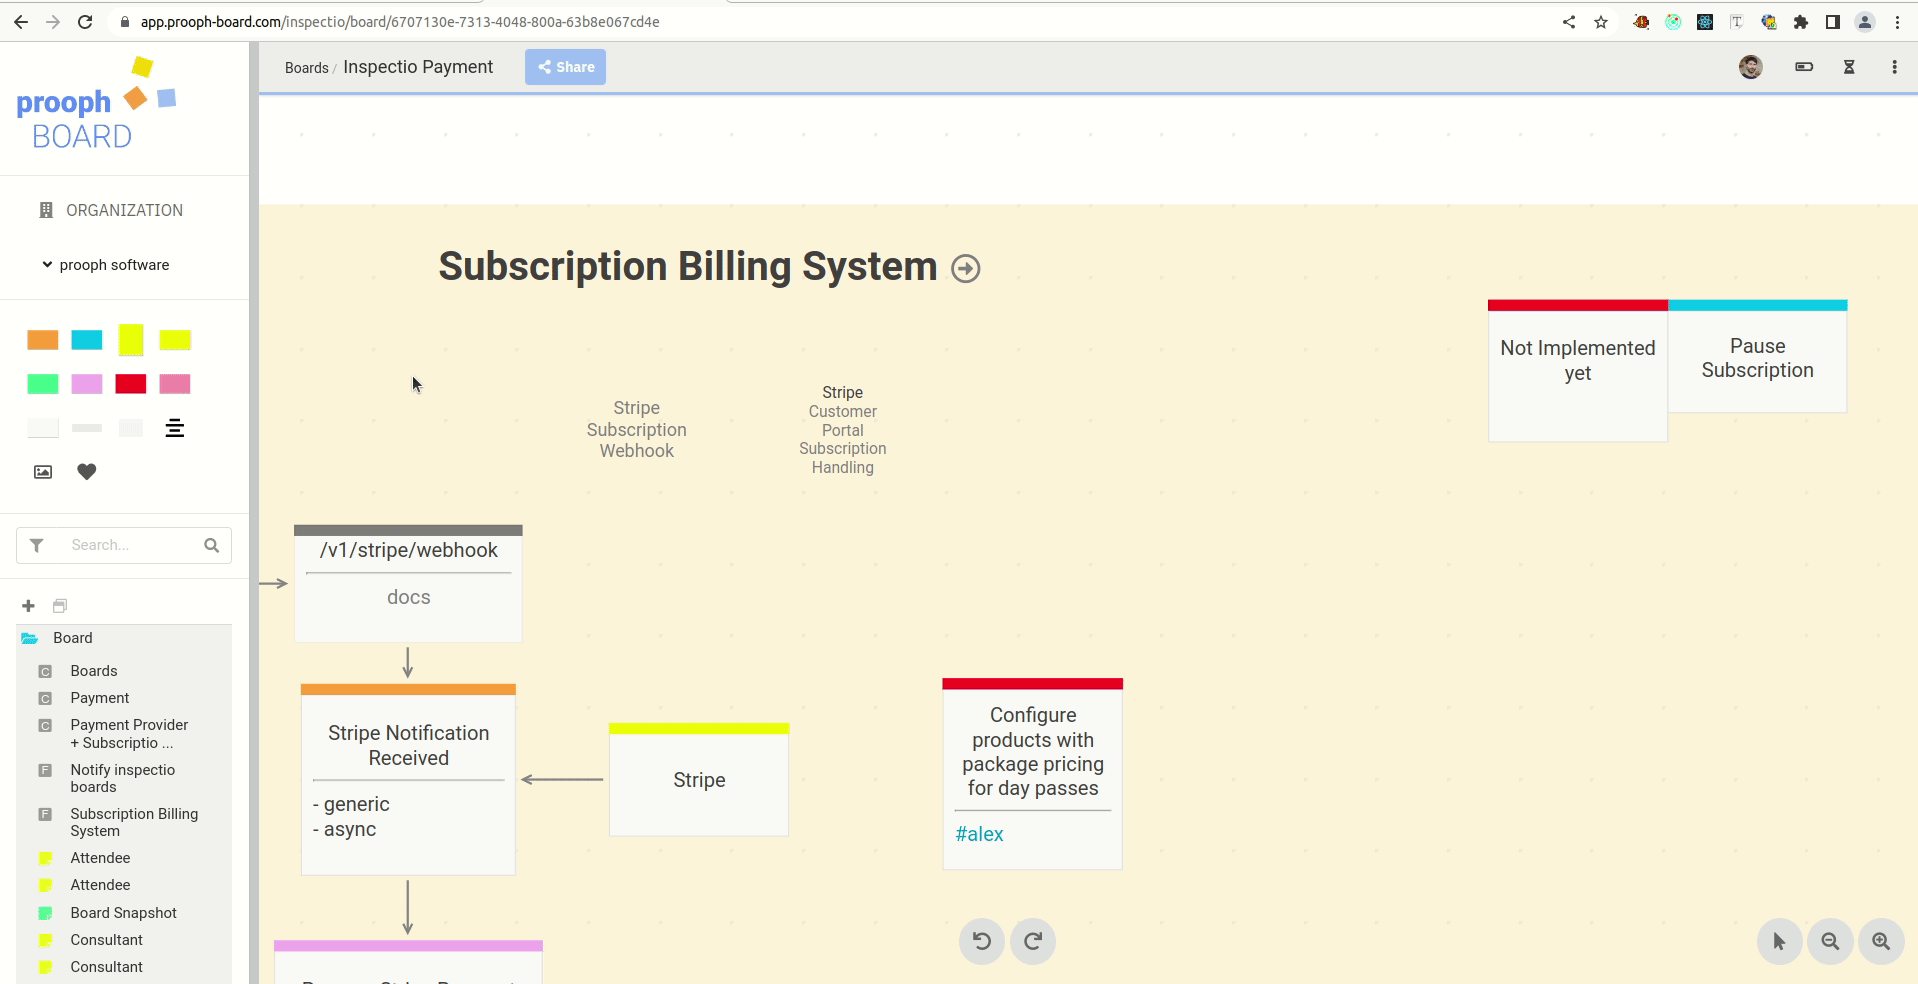 app.prooph-board.com/inspectio/board/6707130e-7313-4048-800a-63b8e067cd4e
prooph
BOARD
Boards / Inspectio Payment
Share
ORGANIZATION
prooph software
Search...
Board
C Boards
C Payment
C Payment Provider
+ Subscriptio ...
F Notify inspectio
boards
F Subscription Billing
System
Attendee
Attendee
Board Snapshot
Consultant
Consultant
Subscription Billing System
Not Implemented
yet
Pause
Subscription
Stripe
Subscription
Webhook
Stripe
Customer
Portal
Subscription
Handling
/v1/stripe/webhook
docs
Stripe Notification
Received
- generic
- async
Stripe
Configure
products with
package pricing
for day passes
#alex